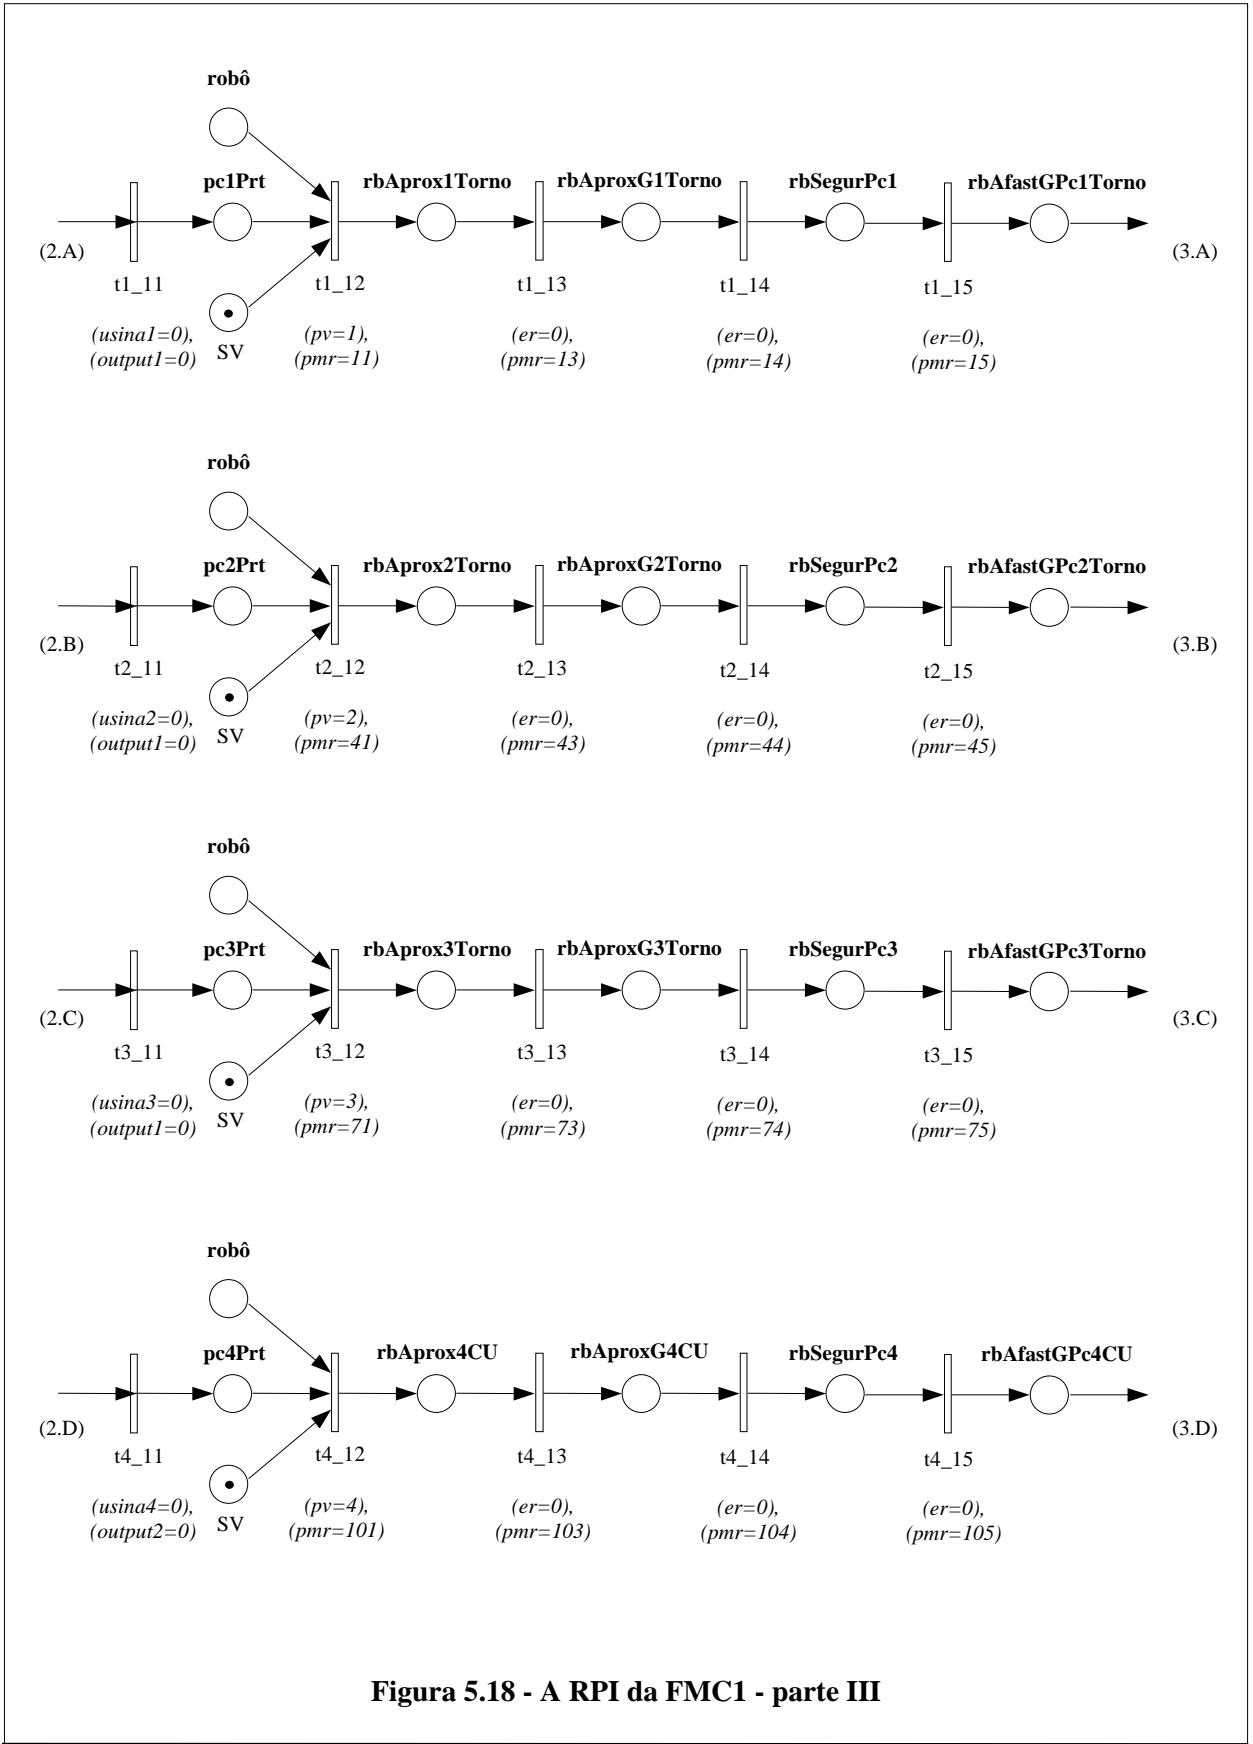 robô
pc1Prt rbAprox1Torno rbAproxG1Torno rbSegurPc1 rbAfastGPc1Torno
(2.A) (3.A)
t1_11 t1_12 t1_13 t1_14 t1_15
(usina1=0), (pv=1), (er=0), (er=0), (er=0),
(output1=0) SV (pmr=11) (pmr=13) (pmr=14) (pmr=15)
robô
pc2Prt rbAprox2Torno rbAproxG2Torno rbSegurPc2 rbAfastGPc2Torno
(2.B) (3.B)
t2_11 t2_12 t2_13 t2_14 t2_15
(usina2=0), (pv=2), (er=0), (er=0), (er=0),
(output1=0) SV (pmr=41) (pmr=43) (pmr=44) (pmr=45)
robô
pc3Prt rbAprox3Torno rbAproxG3Torno rbSegurPc3 rbAfastGPc3Torno
(2.C) (3.C)
t3_11 t3_12 t3_13 t3_14 t3_15
(usina3=0), (pv=3), (er=0), (er=0), (er=0),
(output1=0) SV (pmr=71) (pmr=73) (pmr=74) (pmr=75)
robô
pc4Prt rbAprox4CU rbAproxG4CU rbSegurPc4 rbAfastGPc4CU
(2.D) (3.D)
t4_11 t4_12 t4_13 t4_14 t4_15
(usina4=0), (pv=4), (er=0), (er=0), (er=0),
(output2=0) SV (pmr=101) (pmr=103) (pmr=104) (pmr=105)
Figura 5.18 - A RPI da FMC1 - parte III